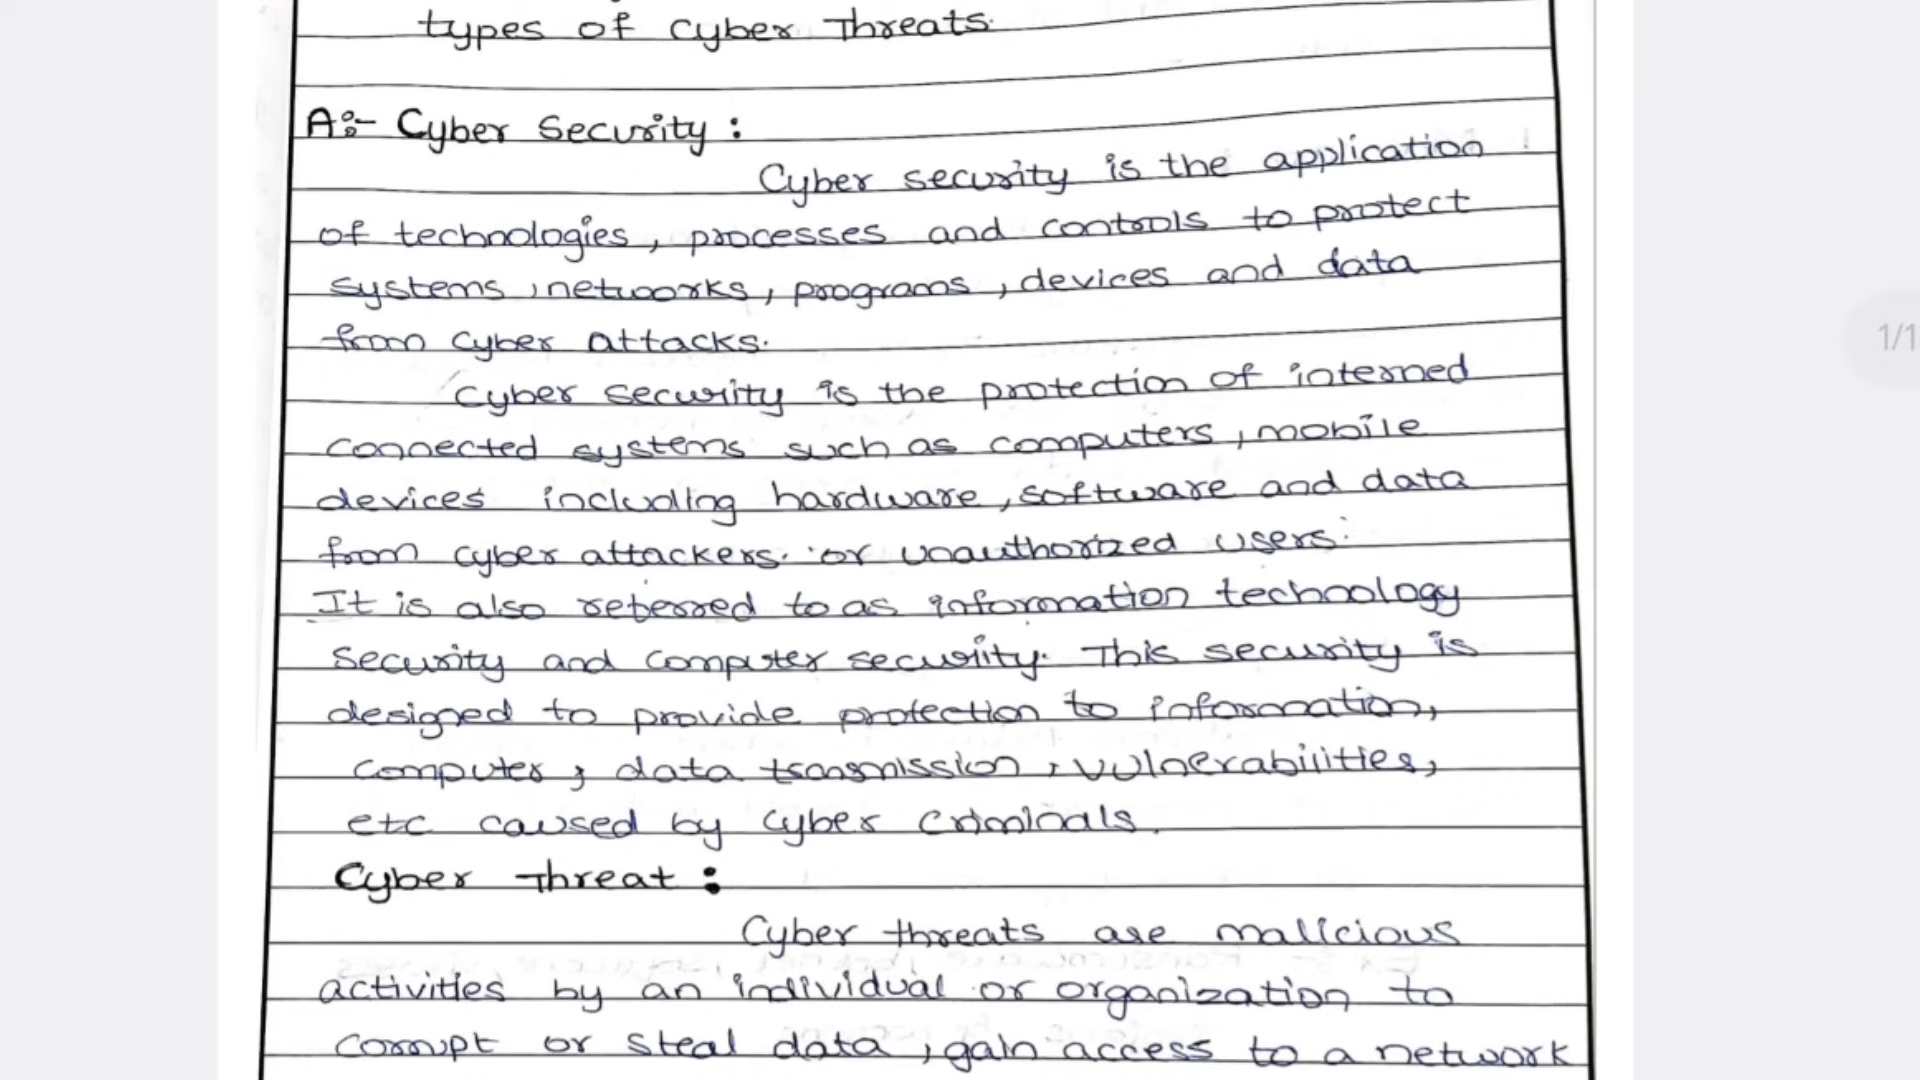 types of Cyber Threats.
A:- Cyber Security :
Cyber security is the application
of technologies, processes and controls to protect
systems, networks, programs, devices and data
from cyber attacks.
Cyber security is the protection of interned
connected systems such as computers, mobile
devices including hardware, software and data
from cyber attackers. or unauthorized users.
It is also referred to as information technology
security and computer security. This security is
designed to provide protection to information,
computer, data transmission, vulnerabilities,
etc caused by cyber criminals.
Cyber Threat :
Cyber threats are malicious
activities by an individual or organization to
corrupt or steal data, gain access to a network
1/1